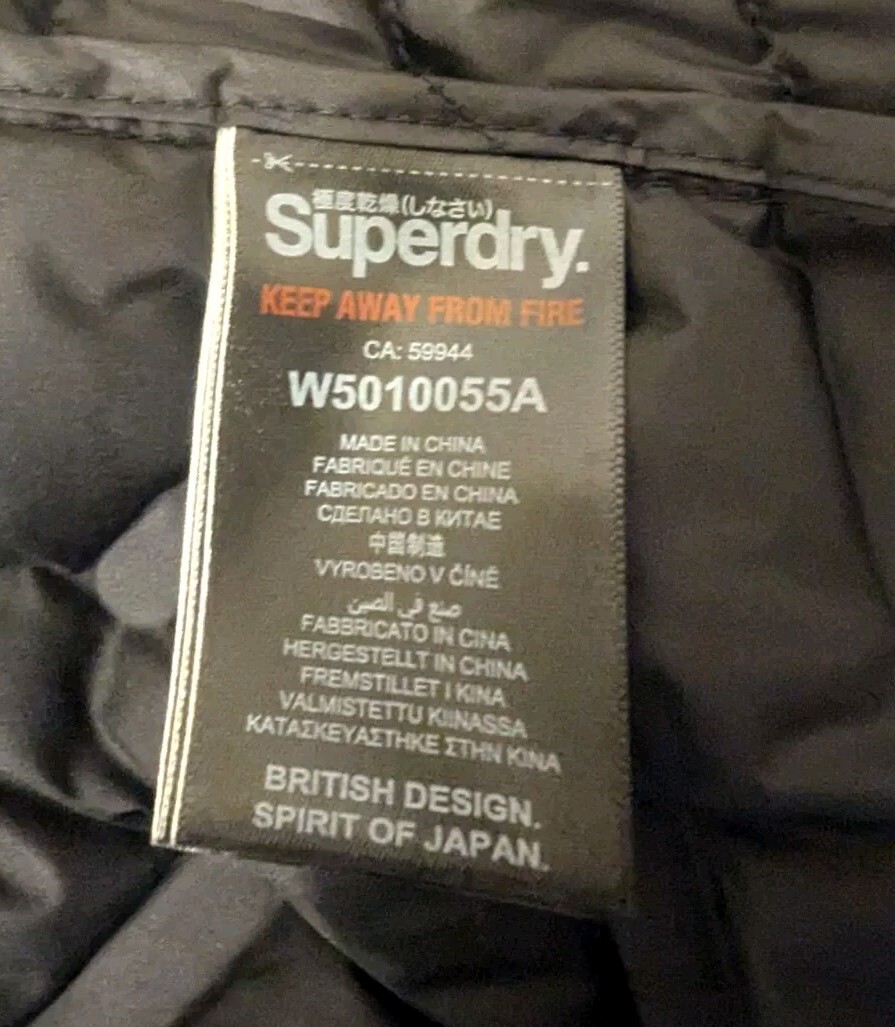 極度乾燥(しなさい)
Superdry.
KEEP AWAY FROM FIRE
CA: 59944
W5010055A
MADE IN CHINA
FABRIQUÉ EN CHINE
FABRICADO EN CHINA
СДЕЛАНО В КИТАЕ
中国制造
VYROBENO V ČÍNĚ
صنع في الصين
FABBRICATO IN CINA
HERGESTELLT IN CHINA
FREMSTILLET I KINA
VALMISTETTU KIINASSA
ΚΑΤΑΣΚΕΥΑΣΤΗΚΕ ΣΤΗΝ ΚΙΝΑ
BRITISH DESIGN.
SPIRIT OF JAPAN.